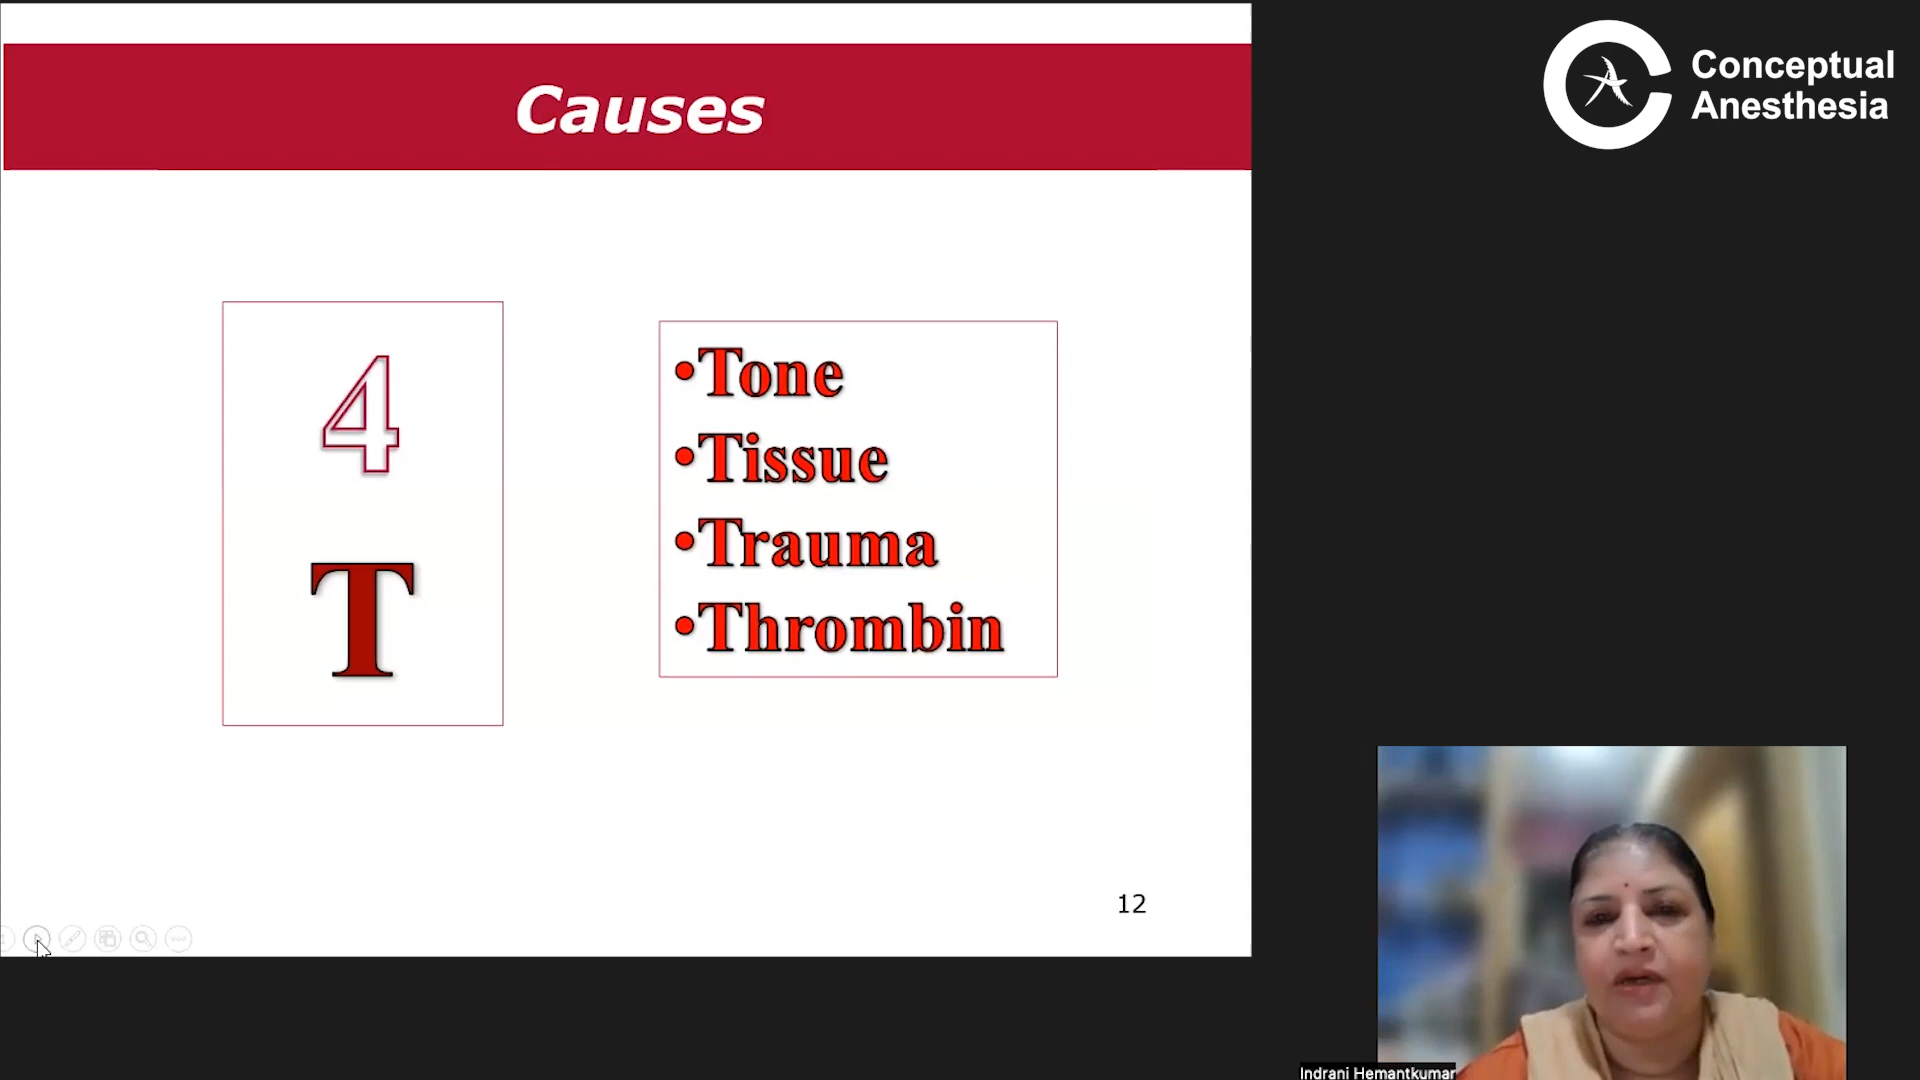 Causes
4
T
•Tone
•Tissue
•Trauma
•Thrombin
12
Conceptual
Anesthesia
Indrani Hemantkumar